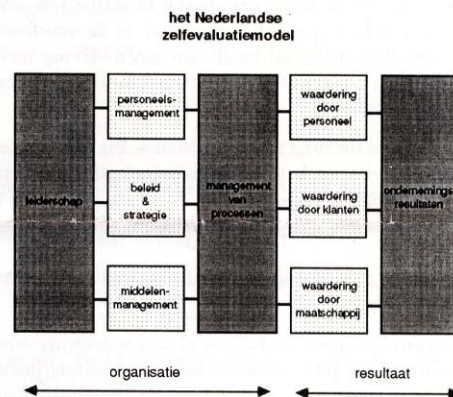 het Nederlandse
zelfevaluatiemodel
leiderschap
personeels-
management
beleid
&
strategie
middelen-
management
management
van
processen
waardering
door
personeel
waardering
door klanten
waardering
door
maatschappij
ondernemings-
resultaten
organisatie
resultaat